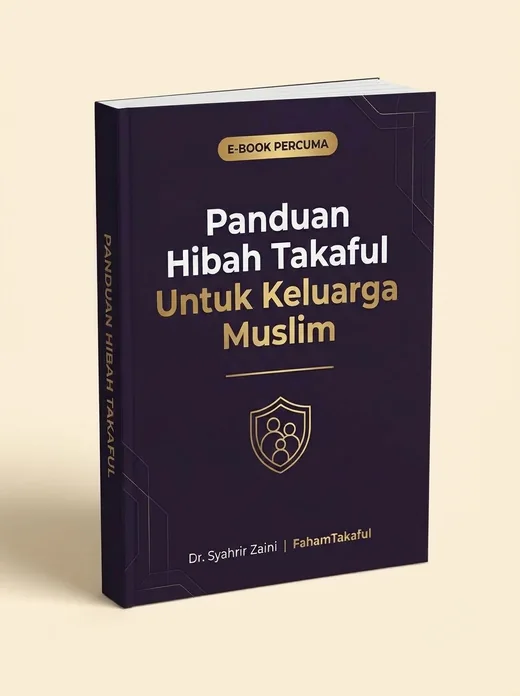 E-BOOK PERCUMA
Panduan
Hibah Takaful
Untuk Keluarga
Muslim
Dr. Syahrir Zaini | FahamTakaful
PANDUAN HIBAH TAKAFUL